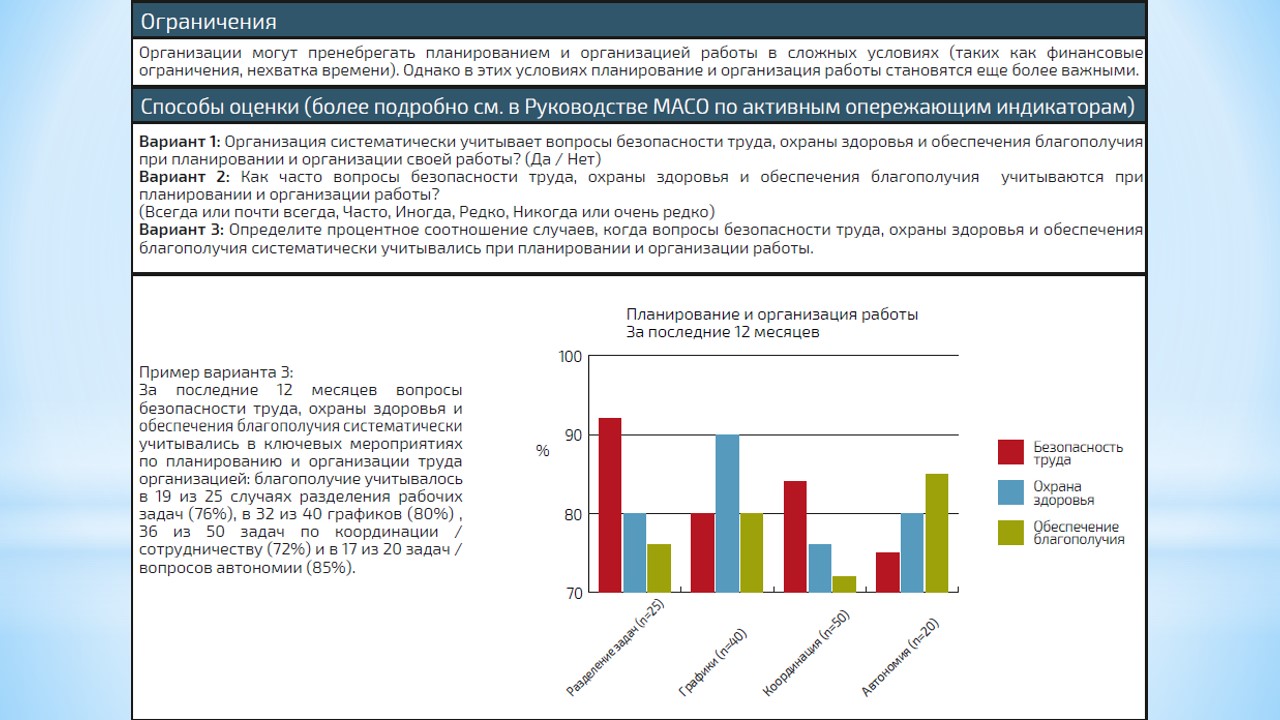 Ограничения
Организации могут пренебрегать планированием и организацией работы в сложных условиях (таких как финансовые
ограничения, нехватка времени). Однако в этих условиях планирование и организация работы становятся еще более важными.
Способы оценки (более подробно см. в Руководстве МАСО по активным опережающим индикаторам)
Вариант 1: Организация систематически учитывает вопросы безопасности труда, охраны здоровья и обеспечения благополучия
при планировании и организации своей работы? (Да / Нет)
Вариант 2: Как часто вопросы безопасности труда, охраны здоровья и обеспечения благополучия учитываются при
планировании и организации работы?
(Всегда или почти всегда, Часто, Иногда, Редко, Никогда или очень редко)
Вариант 3: Определите процентное соотношение случаев, когда вопросы безопасности труда, охраны здоровья и обеспечения
благополучия систематически учитывались при планировании и организации работы.
Пример варианта 3:
За последние 12 месяцев вопросы
безопасности труда, охраны здоровья и
обеспечения благополучия систематически
учитывались в ключевых мероприятиях
по планированию и организации труда
организацией: благополучие учитывалось
в 19 из 25 случаях разделения рабочих
задач (76%), в 32 из 40 графиков (80%) ,
36 из 50 задач по координации /
сотрудничеству (72%) и в 17 из 20 задач /
вопросов автономии (85%).
Планирование и организация работы
За последние 12 месяцев
100
90
%
80
70
Разделение задач (n=25)
Графики (n=40)
Координация (n=50)
Автономия (n=20)
Безопасность
труда
Охрана
здоровья
Обеспечение
благополучия